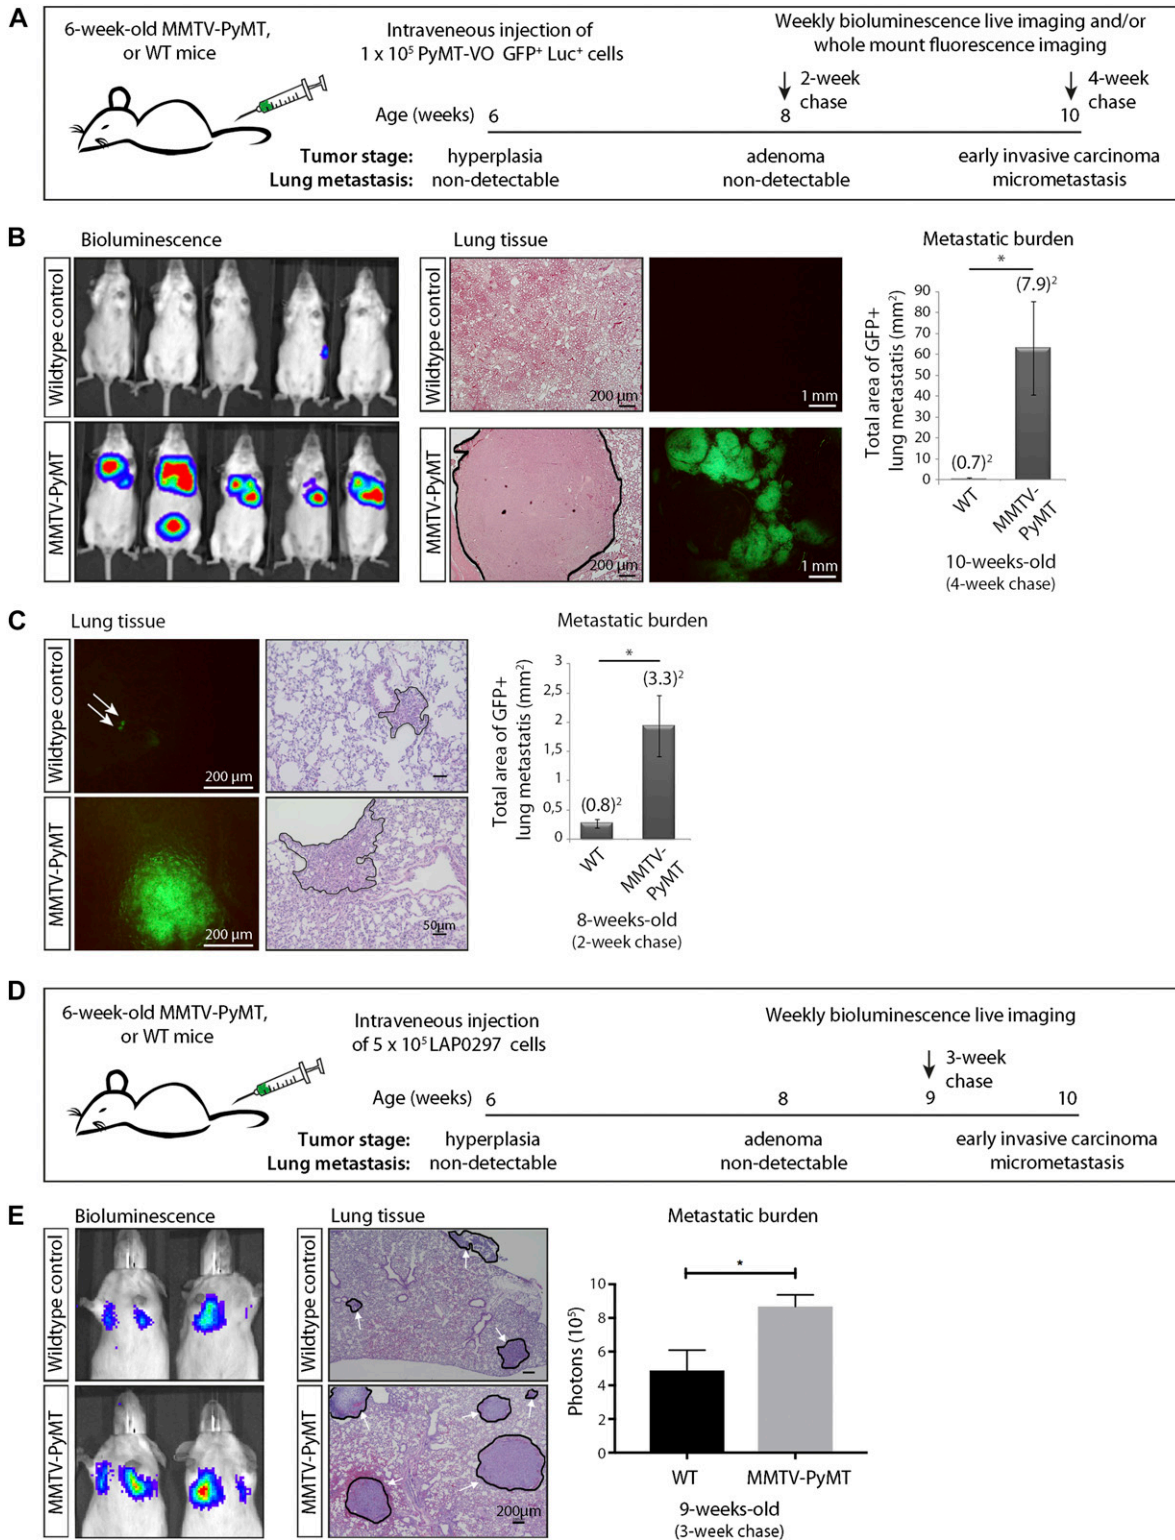 A
6-week-old MMTV-PyMT,
or WT mice
Intraveneous injection of
1 x 10⁵ PyMT-VO GFP⁺ Luc⁺ cells
Weekly bioluminescence live imaging and/or
whole mount fluorescence imaging
2-week
chase
4-week
chase
Age (weeks) 6 8 10
Tumor stage: hyperplasia adenoma early invasive carcinoma
Lung metastasis: non-detectable non-detectable micrometastasis
B
Bioluminescence
Lung tissue
Metastatic burden
Wildtype control
MMTV-PyMT
Wildtype control
MMTV-PyMT
200 µm
1 mm
200 µm
1 mm
Total area of GFP+
lung metastatis (mm²)
90
80
70
60
50
40
30
20
10
0
*
(0.7)²
(7.9)²
WT
MMTV-
PyMT
10-weeks-old
(4-week chase)
C
Lung tissue
Metastatic burden
Wildtype control
MMTV-PyMT
200 µm
200 µm
50µm
Total area of GFP+
lung metastatis (mm²)
3
2,5
2
1,5
1
0,5
0
*
(0.8)²
(3.3)²
WT
MMTV-
PyMT
8-weeks-old
(2-week chase)
D
6-week-old MMTV-PyMT,
or WT mice
Intraveneous injection
of 5 x 10⁵ LAP0297 cells
Weekly bioluminescence live imaging
3-week
chase
Age (weeks) 6 8 9 10
Tumor stage: hyperplasia adenoma early invasive carcinoma
Lung metastasis: non-detectable non-detectable micrometastasis
E
Bioluminescence
Lung tissue
Metastatic burden
Wildtype control
MMTV-PyMT
Wildtype control
MMTV-PyMT
200µm
Photons (10⁵)
10
8
6
4
2
0
*
WT
MMTV-PyMT
9-weeks-old
(3-week chase)